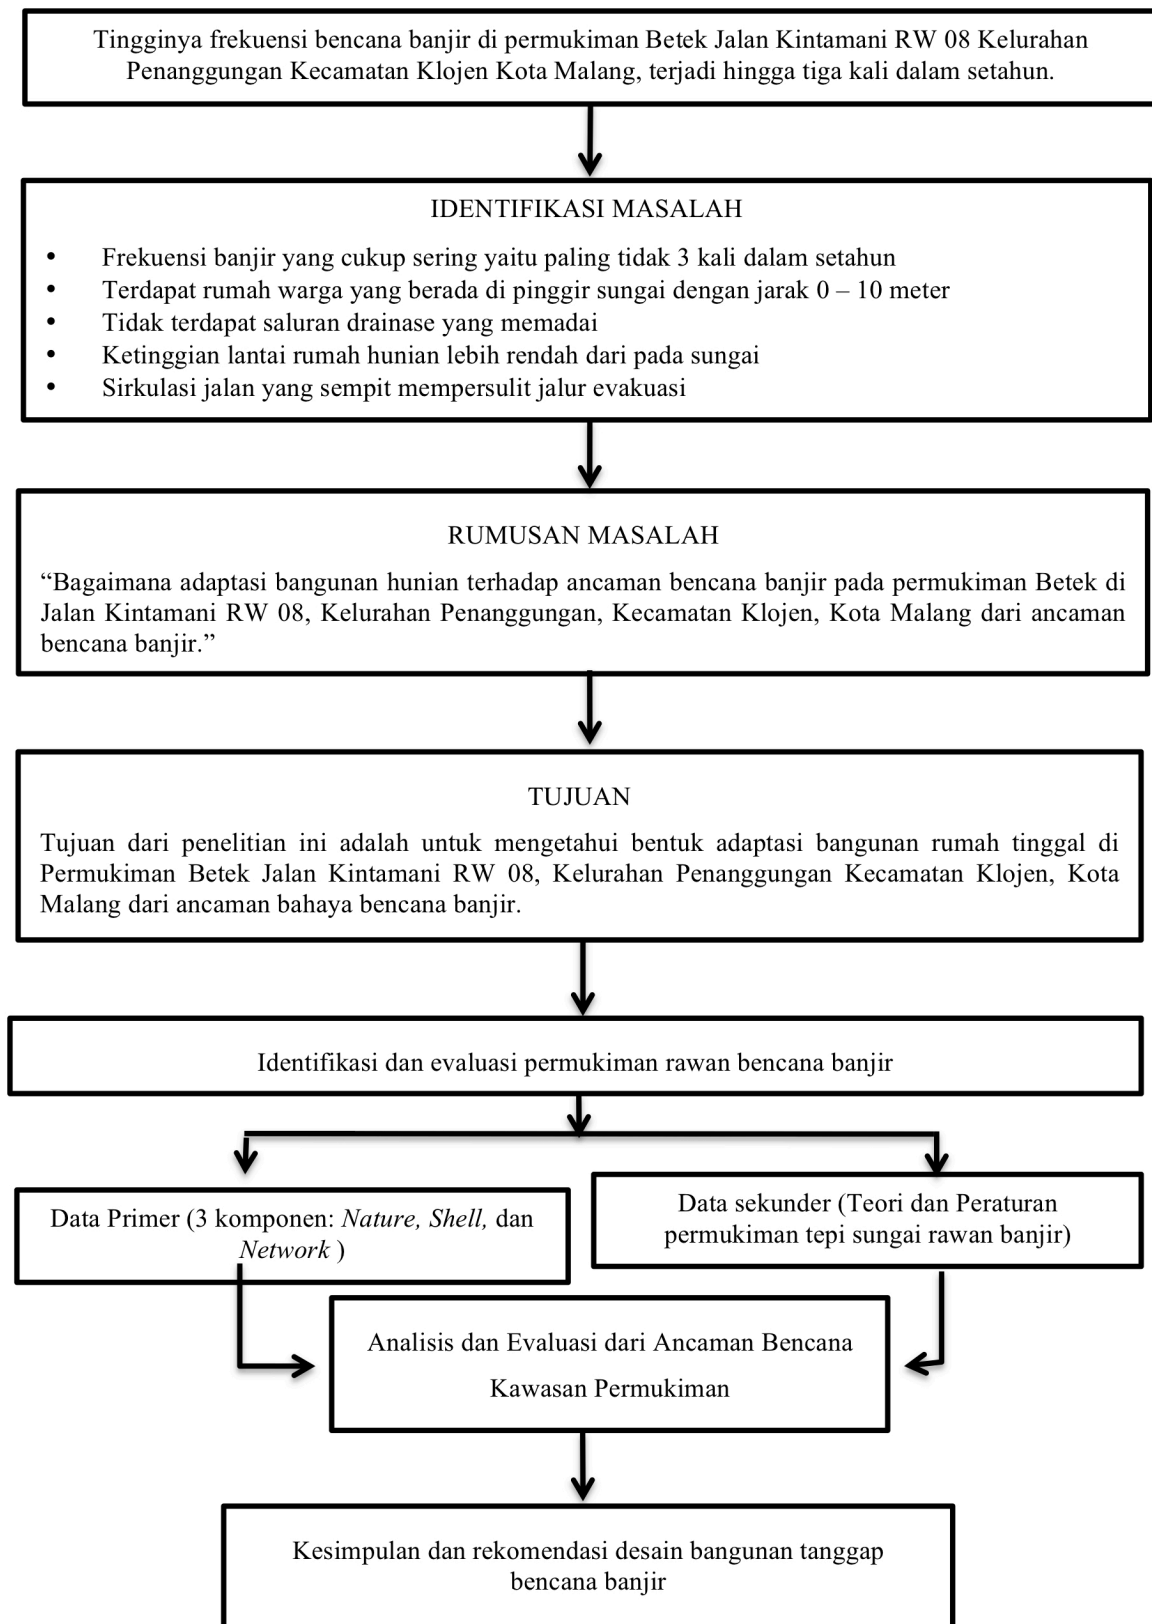 Tingginya frekuensi bencana banjir di permukiman Betek Jalan Kintamani RW 08 Kelurahan
Penanggungan Kecamatan Klojen Kota Malang, terjadi hingga tiga kali dalam setahun.
IDENTIFIKASI MASALAH
• Frekuensi banjir yang cukup sering yaitu paling tidak 3 kali dalam setahun
• Terdapat rumah warga yang berada di pinggir sungai dengan jarak 0 – 10 meter
• Tidak terdapat saluran drainase yang memadai
• Ketinggian lantai rumah hunian lebih rendah dari pada sungai
• Sirkulasi jalan yang sempit mempersulit jalur evakuasi
RUMUSAN MASALAH
“Bagaimana adaptasi bangunan hunian terhadap ancaman bencana banjir pada permukiman Betek di
Jalan Kintamani RW 08, Kelurahan Penanggungan, Kecamatan Klojen, Kota Malang dari ancaman
bencana banjir.”
TUJUAN
Tujuan dari penelitian ini adalah untuk mengetahui bentuk adaptasi bangunan rumah tinggal di
Permukiman Betek Jalan Kintamani RW 08, Kelurahan Penanggungan Kecamatan Klojen, Kota
Malang dari ancaman bahaya bencana banjir.
Identifikasi dan evaluasi permukiman rawan bencana banjir
Data Primer (3 komponen: Nature, Shell, dan
Network )
Data sekunder (Teori dan Peraturan
permukiman tepi sungai rawan banjir)
Analisis dan Evaluasi dari Ancaman Bencana
Kawasan Permukiman
Kesimpulan dan rekomendasi desain bangunan tanggap
bencana banjir